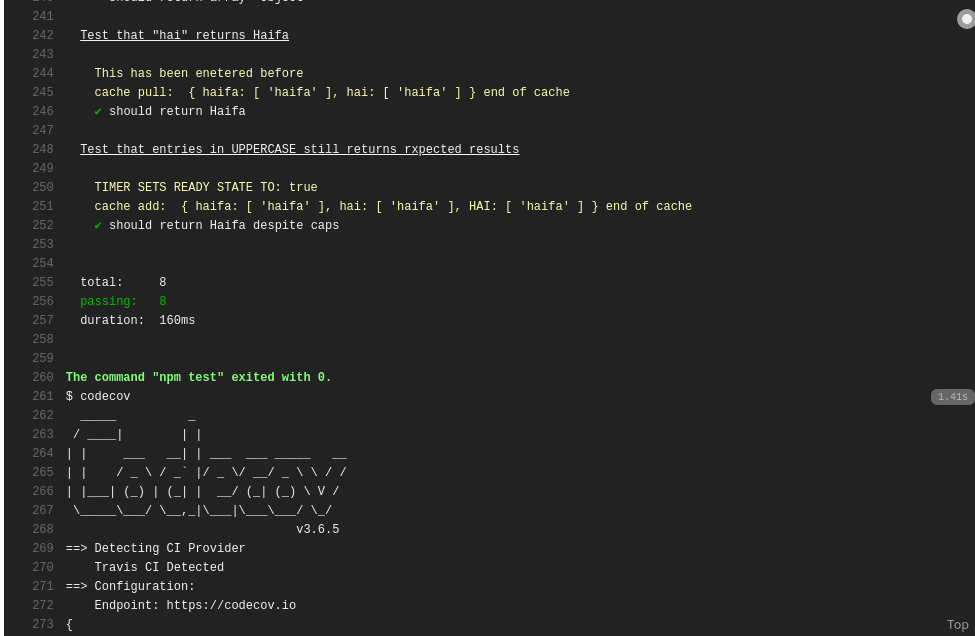 241
242 Test that "hai" returns Haifa
243
244 This has been enetered before
245 cache pull:  { haifa: [ 'haifa' ], hai: [ 'haifa' ] } end of cache
246 ✔ should return Haifa
247
248 Test that entries in UPPERCASE still returns rxpected results
249
250 TIMER SETS READY STATE TO: true
251 cache add:  { haifa: [ 'haifa' ], hai: [ 'haifa' ], HAI: [ 'haifa' ] } end of cache
252 ✔ should return Haifa despite caps
253
254
255 total:     8
256 passing:   8
257 duration:  160ms
258
259
260 The command "npm test" exited with 0.
261 $ codecov 1.41s
262   _____          _
263  / ____|        | |
264 | |     ___   __| | ___  ___ _____   __
265 | |    / _ \ / _` |/ _ \/ __/ _ \ \ / /
266 | |___| (_) | (_| |  __/ (_| (_) \ V /
267  \_____\___/ \__,_|\___|\___\___/ \_/
268                                 v3.6.5
269 ==> Detecting CI Provider
270     Travis CI Detected
271 ==> Configuration:
272     Endpoint: https://codecov.io
273 { Top